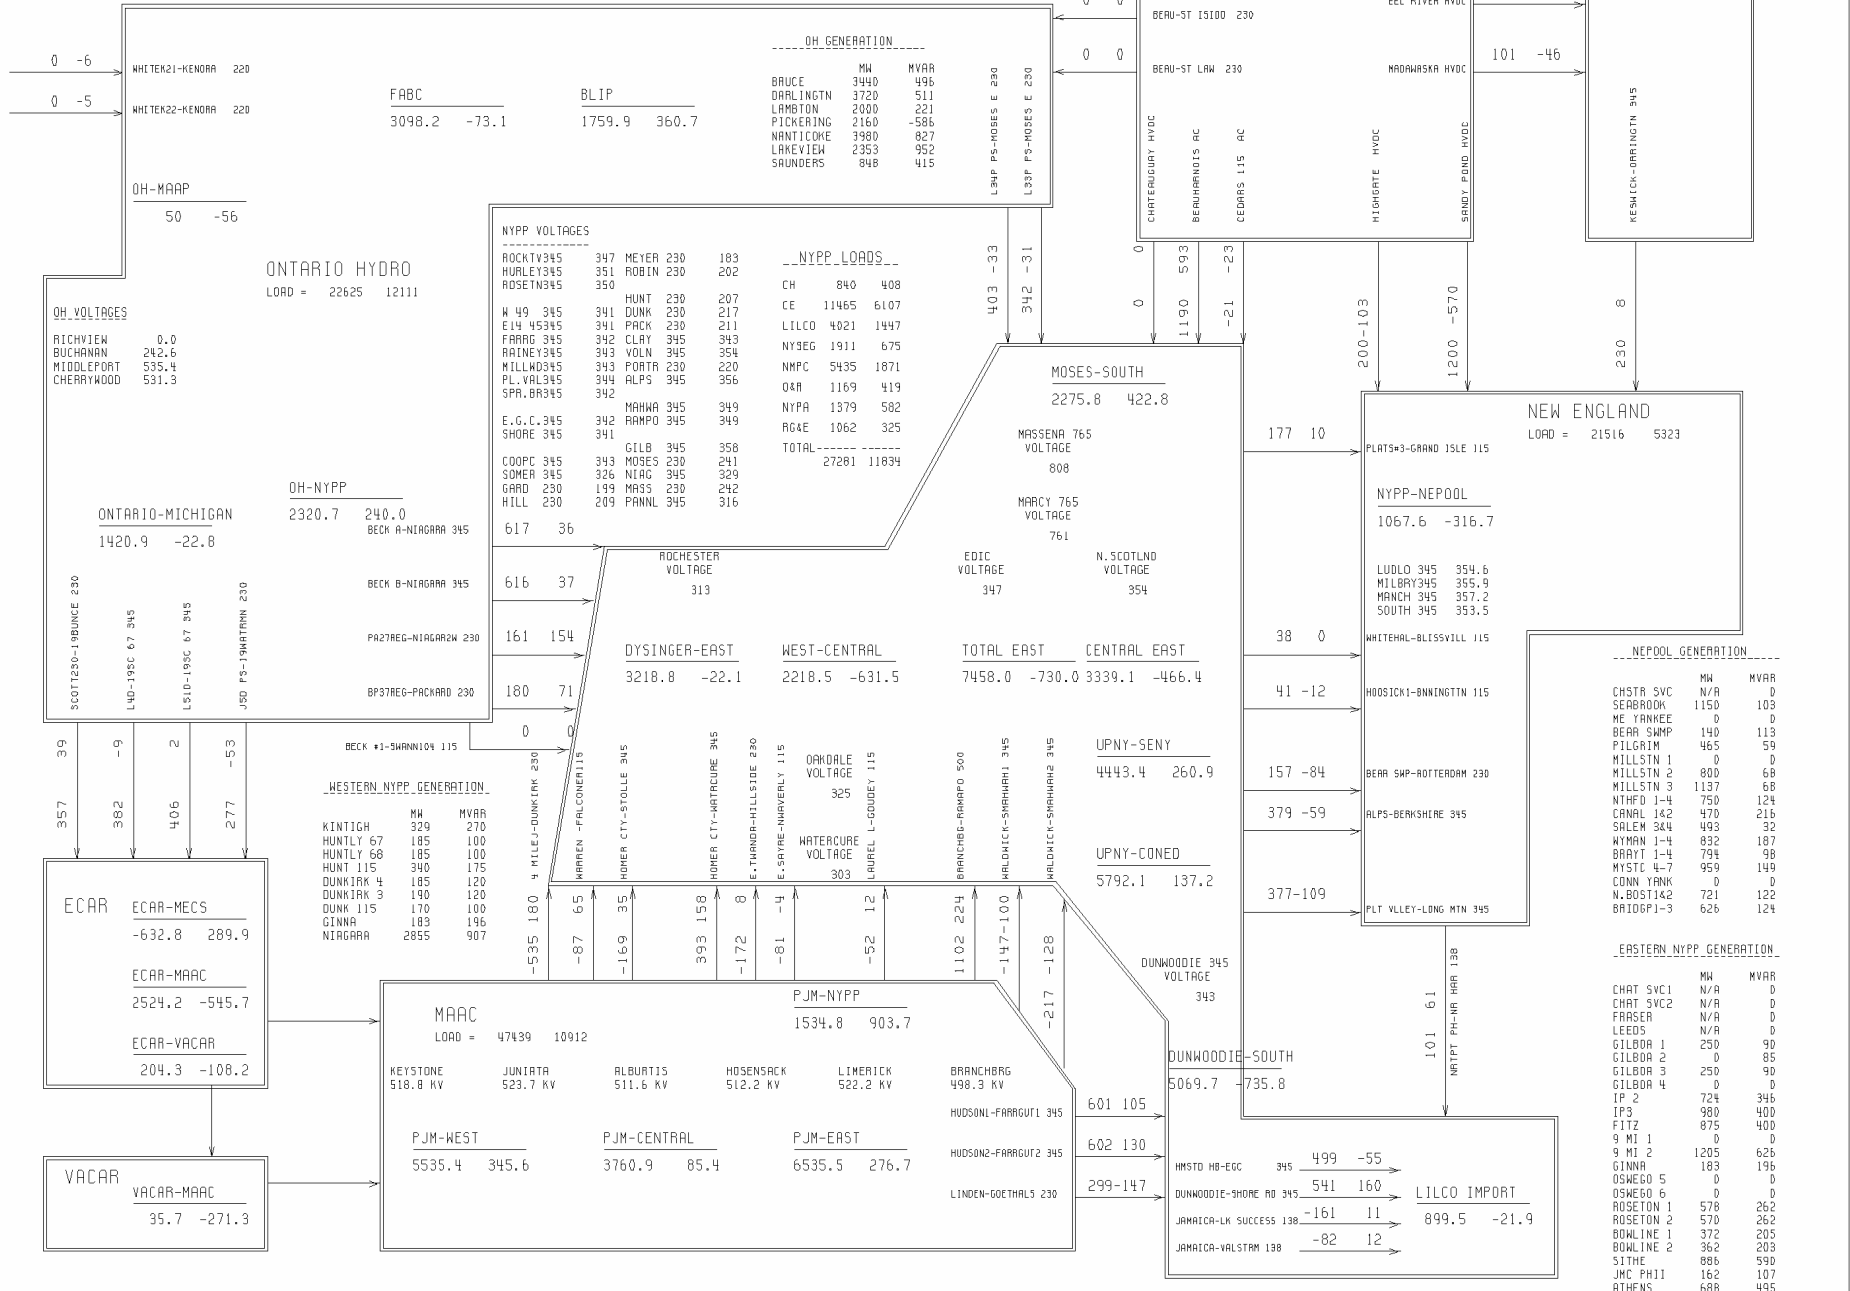 0 -6
WHITEK21-KENORA 220
0 -5
WHITEK22-KENORA 220
FABC
3098.2 -73.1
BLIP
1759.9 360.7
OH GENERATION
MW MVAR
BRUCE 3440 496
DARLINGTN 3720 511
LAMBTON 2000 221
PICKERING 2160 -586
NANTICOKE 3980 827
LAKEVIEW 2353 952
SAUNDERS 848 415
L34P PS-MOSES E 230
L33P PS-MOSES E 230
OH-MAAP
50 -56
ONTARIO HYDRO
LOAD = 22625 12111
OH VOLTAGES
RICHVIEW 0.0
BUCHANAN 242.6
MIDDLEPORT 535.4
CHERRYWOOD 531.3
ONTARIO-MICHIGAN
1420.9 -22.8
OH-NYPP
2320.7 240.0
BECK A-NIAGARA 345
617 36
BECK B-NIAGARA 345
616 37
PA27REG-NIAGAR2W 230
161 154
BP37REG-PACKARD 230
180 71
BECK #1-SWANN104 115
0 0
SCOTT230-19BUNCE 230
L4D-19SC 67 345
L51D-19SC 67 345
J5D PS-19WATRMN 230
357 39
382 -9
406 2
277 -53
0 0
BEAU-ST ISIDO 230
0 0
BEAU-ST LAW 230
EEL RIVER HVDC
MADAWASKA HVDC
101 -46
CHATEAUGUAY HVDC
BEAUHARNOIS AC
CEDARS 115 AC
HIGHGATE HVDC
SANDY POND HVDC
KESWICK-ORRINGTN 345
403 -33
342 -31
0 0
1190 593
-21 -23
200-103
1200 -570
230 8
NYPP VOLTAGES
ROCKTV345 347 MEYER 230 183
HURLEY345 351 ROBIN 230 202
ROSETN345 350
HUNT 230 207
W 49 345 341 DUNK 230 217
E14 45345 341 PACK 230 211
FARRG 345 342 CLAY 345 343
RAINEY345 343 VOLN 345 354
MILLWD345 343 PORTR 230 220
PL.VAL345 344 ALPS 345 356
SPR.BR345 342
MAHWA 345 349
E.G.C.345 342 RAMPO 345 349
SHORE 345 341
GILB 345 358
COOPC 345 343 MOSES 230 241
SOMER 345 326 NIAG 345 329
GARD 230 199 MASS 230 242
HILL 230 209 PANNL 345 316
NYPP LOADS
CH 840 408
CE 11465 6107
LILCO 4021 1447
NYSEG 1911 675
NMPC 5435 1871
O&R 1169 419
NYPA 1379 582
RG&E 1062 325
TOTAL------ ------
27281 11834
MOSES-SOUTH
2275.8 422.8
MASSENA 765
VOLTAGE
808
MARCY 765
VOLTAGE
761
ROCHESTER
VOLTAGE
313
EDIC
VOLTAGE
347
N.SCOTLND
VOLTAGE
354
DYSINGER-EAST
3218.8 -22.1
WEST-CENTRAL
2218.5 -631.5
TOTAL EAST
7458.0 -730.0
CENTRAL EAST
3339.1 -466.4
UPNY-SENY
4443.4 260.9
UPNY-CONED
5792.1 137.2
OAKDALE
VOLTAGE
325
WATERCURE
VOLTAGE
303
4 MILEJ-DUNKIRK 230
WARREN -FALCONER115
HOMER CTY-STOLLE 345
HOMER CTY-WATRCURE 345
E.TWANDA-HILLSIDE 230
E.SAYRE-NWAVERLY 115
LAUREL L-GOUDEY 115
BRANCHBG-RAMAPO 500
WALDWICK-SMAHWAH1 345
WALDWICK-SMAHWAH2 345
-535 180
-87 65
-169 35
393 158
-172 8
-81 -4
-52 12
1102 224
-147-100
-217 -128
177 10
PLATS#3-GRAND ISLE 115
38 0
WHITEHAL-BLISSVILL 115
41 -12
HOOSICK1-BNNINGTTN 115
157 -84
BEAR SWP-ROTTERDAM 230
379 -59
ALPS-BERKSHIRE 345
377-109
PLT VLLEY-LONG MTN 345
NEW ENGLAND
LOAD = 21516 5323
NYPP-NEPOOL
1067.6 -316.7
LUDLO 345 354.6
MILBRY345 355.9
MANCH 345 357.2
SOUTH 345 353.5
101 61
NRTPT PH-NR HAR 138
WESTERN NYPP GENERATION
MW MVAR
KINTIGH 329 270
HUNTLY 67 185 100
HUNTLY 68 185 100
HUNT 115 340 175
DUNKIRK 4 185 120
DUNKIRK 3 190 120
DUNK 115 170 100
GINNA 183 196
NIAGARA 2855 907
ECAR
ECAR-MECS
-632.8 289.9
ECAR-MAAC
2524.2 -545.7
ECAR-VACAR
204.3 -108.2
VACAR
VACAR-MAAC
35.7 -271.3
MAAC
LOAD = 47439 10912
PJM-NYPP
1534.8 903.7
KEYSTONE JUNIATA ALBURTIS HOSENSACK LIMERICK BRANCHBRG
518.8 KV 523.7 KV 511.6 KV 512.2 KV 522.2 KV 498.3 KV
PJM-WEST
5535.4 345.6
PJM-CENTRAL
3760.9 85.4
PJM-EAST
6535.5 276.7
HUDSON1-FARRGUT1 345
601 105
HUDSON2-FARRGUT2 345
602 130
LINDEN-GOETHALS 230
299-147
DUNWOODIE 345
VOLTAGE
343
DUNWOODIE-SOUTH
5069.7 -735.8
HMSTD HB-EGC 345 499 -55
DUNWOODIE-SHORE RD 345 541 160
JAMAICA-LK SUCCESS 138 -161 11
JAMAICA-VALSTRM 138 -82 12
LILCO IMPORT
899.5 -21.9
NEPOOL GENERATION
MW MVAR
CHSTR SVC N/A 0
SEABROOK 1150 103
ME YANKEE 0 0
BEAR SWMP 140 113
PILGRIM 465 59
MILLSTN 1 0 0
MILLSTN 2 800 68
MILLSTN 3 1137 68
NTHFD 1-4 750 124
CANAL 1&2 470 216
SALEM 3&4 493 32
WYMAN 1-4 832 187
BRAYT 1-4 794 98
MYSTC 4-7 959 149
CONN YANK 0 0
N.BOST1&2 721 122
BRIDGP1-3 626 124
EASTERN NYPP GENERATION
MW MVAR
CHAT SVC1 N/A 0
CHAT SVC2 N/A 0
FRASER N/A 0
LEEDS N/A 0
GILBOA 1 250 90
GILBOA 2 0 85
GILBOA 3 250 90
GILBOA 4 0 0
IP 2 724 346
IP3 980 400
FITZ 875 400
9 MI 1 0 0
9 MI 2 1205 626
GINNA 183 196
OSWEGO 5 0 0
OSWEGO 6 0 0
ROSETON 1 578 262
ROSETON 2 570 262
BOWLINE 1 372 205
BOWLINE 2 362 203
SITHE 886 590
JMC PHII 162 107
ATHENS 688 495